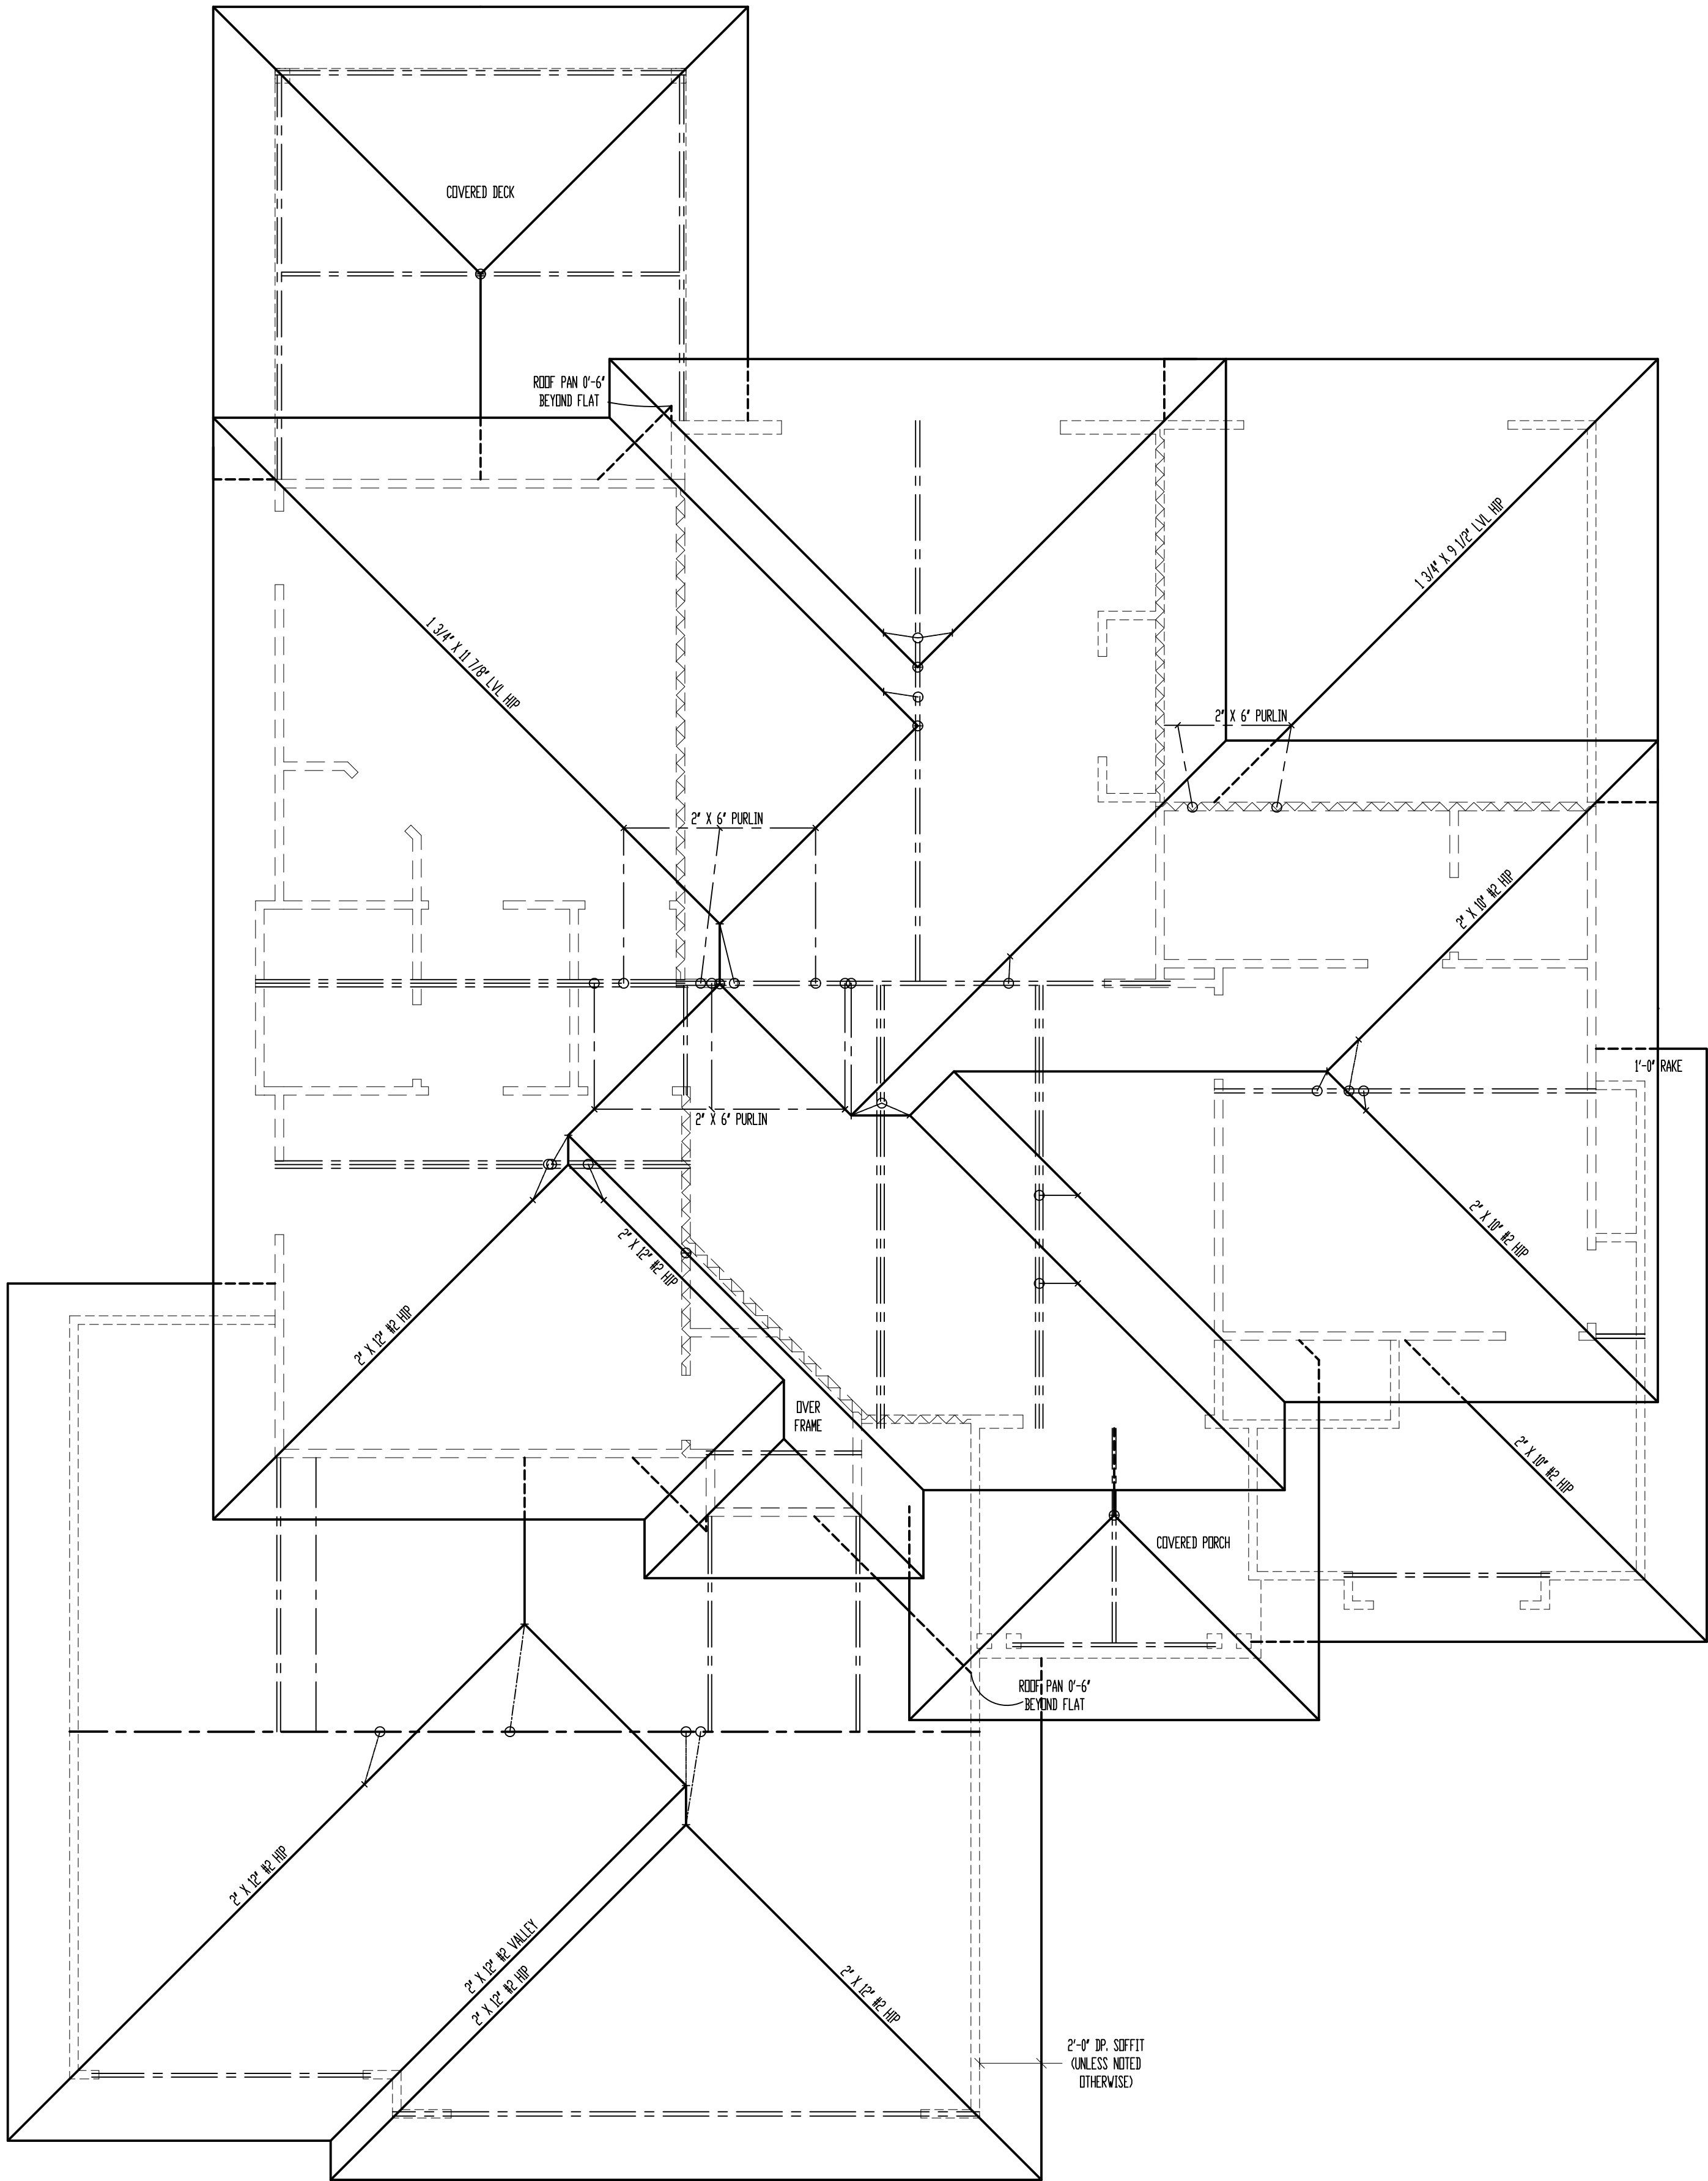 COVERED DECK
ROOF PAN 0'-6"
BEYOND FLAT
1 3/4" X 9 1/2" LVL HIP
1 3/4" X 11 7/8" LVL HIP
2" X 6" PURLIN
2" X 6" PURLIN
2" X 10" #2 HIP
1'-0" RAKE
2" X 6" PURLIN
2" X 12" #2 HIP
2" X 10" #2 HIP
2" X 12" #2 HIP
OVER
FRAME
2" X 10" #2 HIP
COVERED PORCH
ROOF PAN 0'-6"
BEYOND FLAT
2" X 12" #2 HIP
2" X 12" #2 VALLEY
2" X 12" #2 HIP
2" X 12" #2 HIP
2'-0" DP. SOFFIT
(UNLESS NOTED
OTHERWISE)